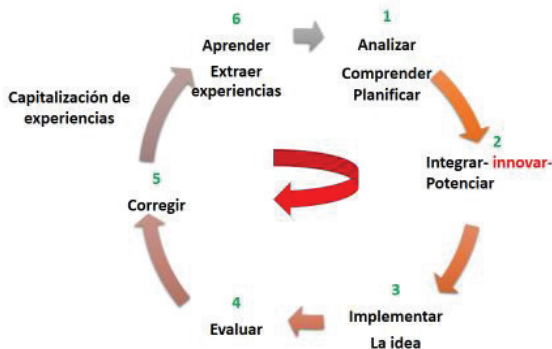 1
Analizar
Comprender
Planificar
2
Integrar- innovar-
Potenciar
3
Implementar
La idea
4
Evaluar
5
Corregir
Capitalización de
experiencias
6
Aprender
Extraer
experiencias